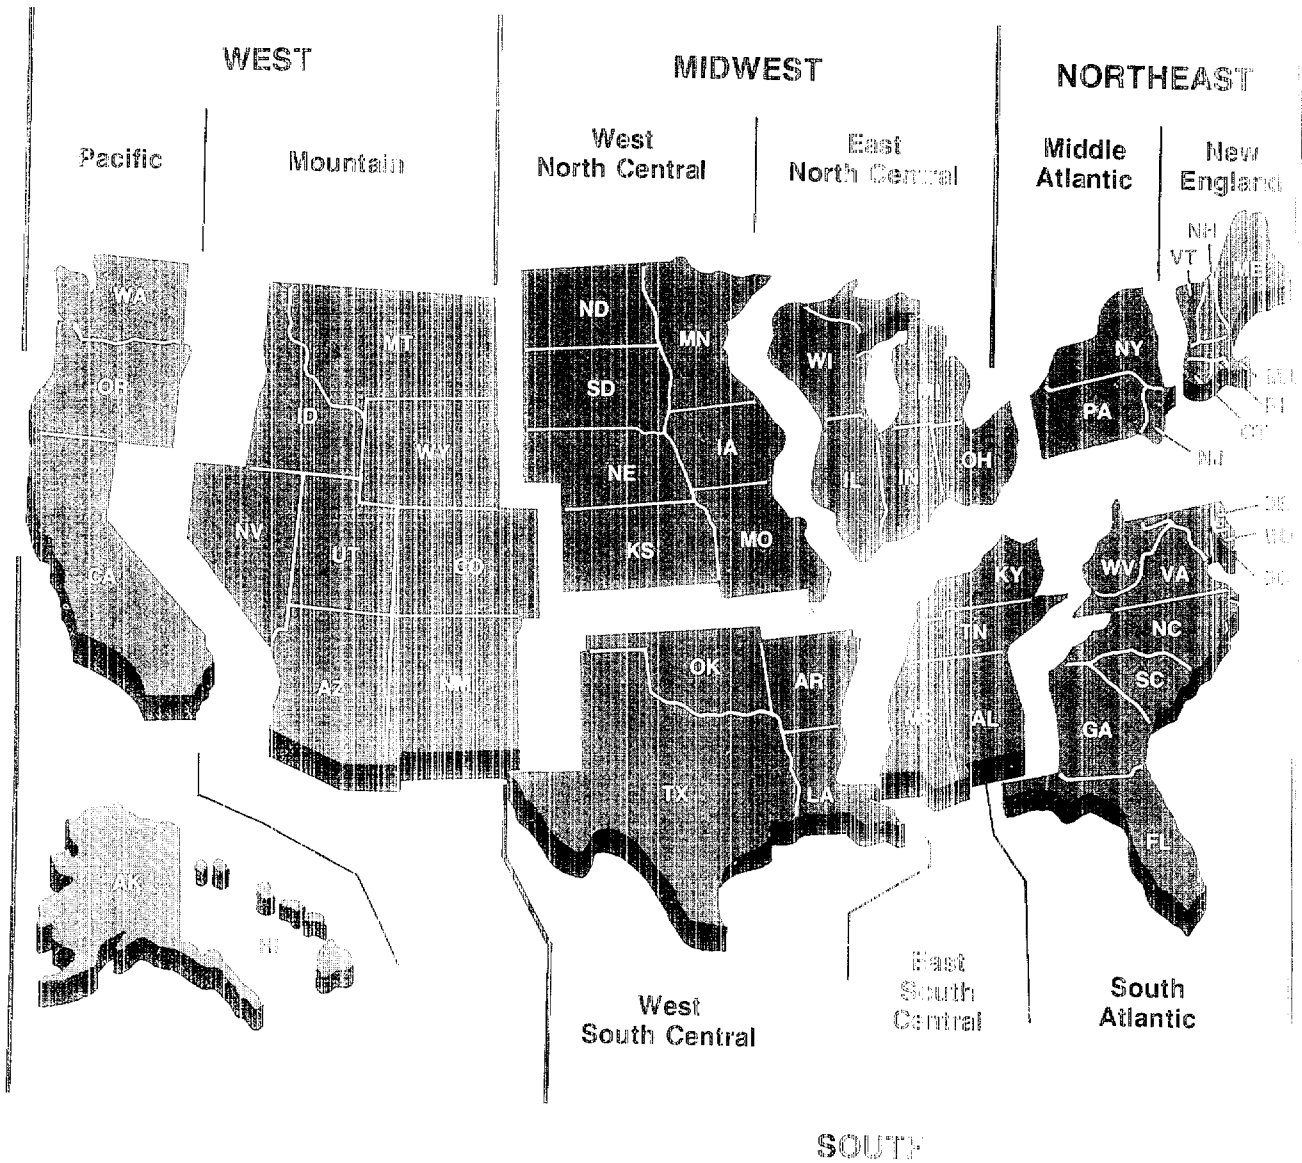 WEST
MIDWEST
NORTHEAST
Pacific
Mountain
West
North Central
East
North Central
Middle
Atlantic
New
England
NH
VT
ME
WA
MT
ND
MN
WI
NY
OR
ID
SD
PA
WY
IA
NE
IL
IN
OH
CT
NJ
NV
UT
CO
KS
MO
KY
WV
VA
CA
TN
NC
OK
AR
SC
AZ
NM
MS
AL
GA
TX
LA
FL
AK
HI
West
South Central
East
South
Central
South
Atlantic
SOUTH